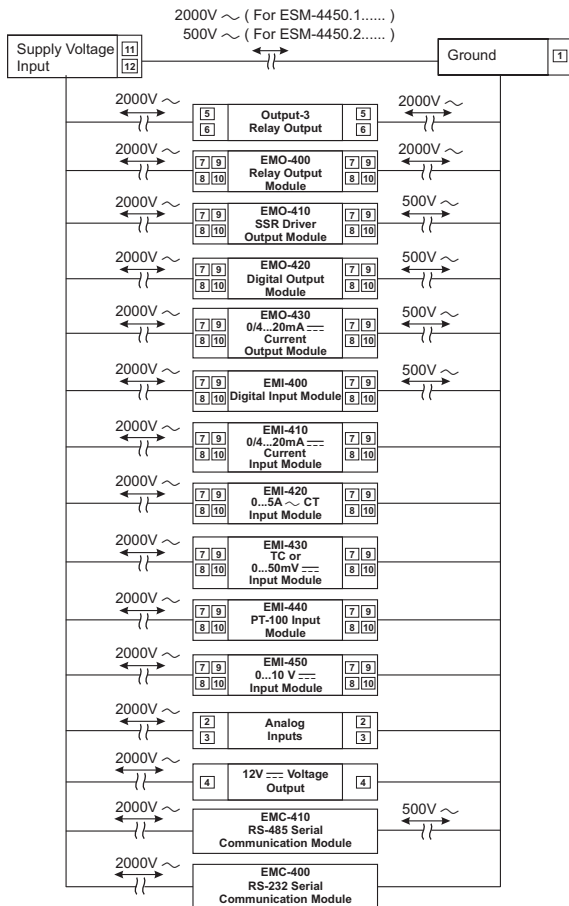 2000V ~ ( For ESM-4450.1...... )
500V ~ ( For ESM-4450.2...... )
Supply Voltage
Input
11
12
Ground
1
2000V ~
5
6
Output-3
Relay Output
5
6
2000V ~
2000V ~
7 9
8 10
EMO-400
Relay Output
Module
7 9
8 10
2000V ~
2000V ~
7 9
8 10
EMO-410
SSR Driver
Output Module
7 9
8 10
500V ~
2000V ~
7 9
8 10
EMO-420
Digital Output
Module
7 9
8 10
500V ~
2000V ~
7 9
8 10
EMO-430
0/4...20mA ⎓
Current
Output Module
7 9
8 10
500V ~
2000V ~
7 9
8 10
EMI-400
Digital Input Module
7 9
8 10
500V ~
2000V ~
7 9
8 10
EMI-410
0/4...20mA ⎓
Current
Input Module
7 9
8 10
2000V ~
7 9
8 10
EMI-420
0...5A ~ CT
Input Module
7 9
8 10
2000V ~
7 9
8 10
EMI-430
TC or
0...50mV ⎓
Input Module
7 9
8 10
2000V ~
7 9
8 10
EMI-440
PT-100 Input
Module
7 9
8 10
2000V ~
7 9
8 10
EMI-450
0...10 V ⎓
Input Module
7 9
8 10
2000V ~
2
3
Analog
Inputs
2
3
2000V ~
4
12V ⎓ Voltage
Output
4
2000V ~
EMC-410
RS-485 Serial
Communication Module
500V ~
2000V ~
EMC-400
RS-232 Serial
Communication Module